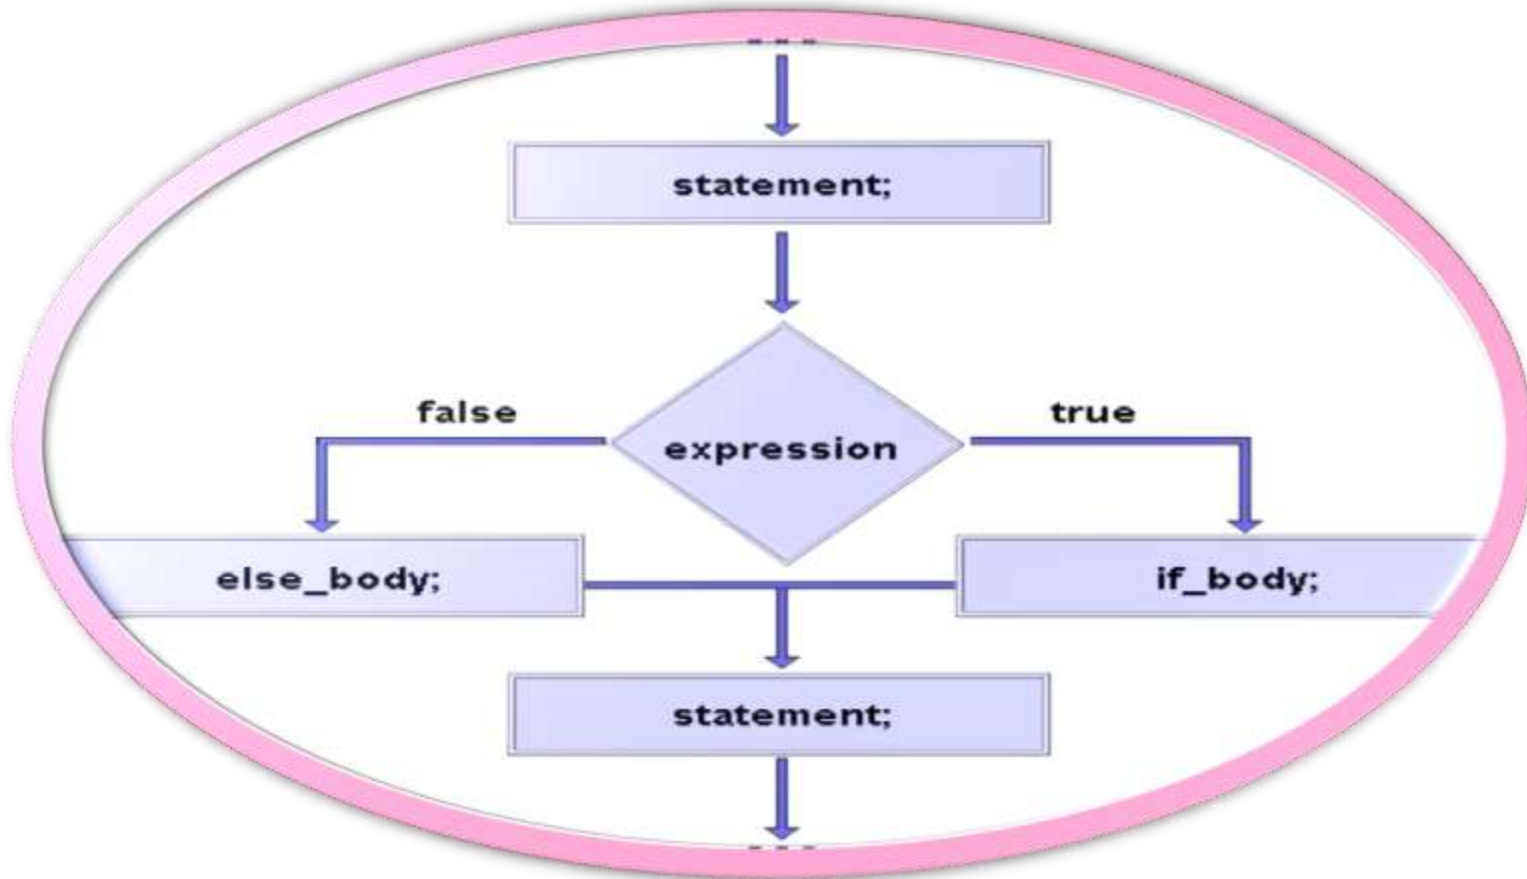 statement;
false
true
expression
else_body;
if_body;
statement;